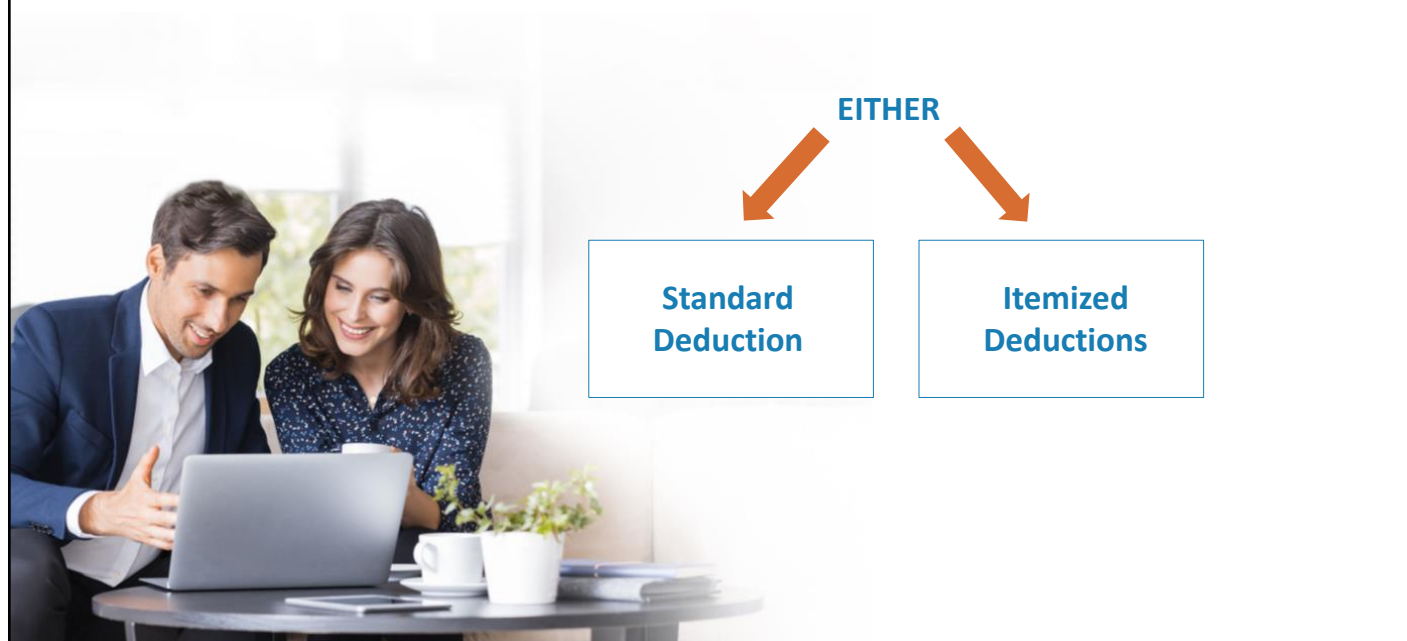 EITHER
Standard
Deduction
Itemized
Deductions